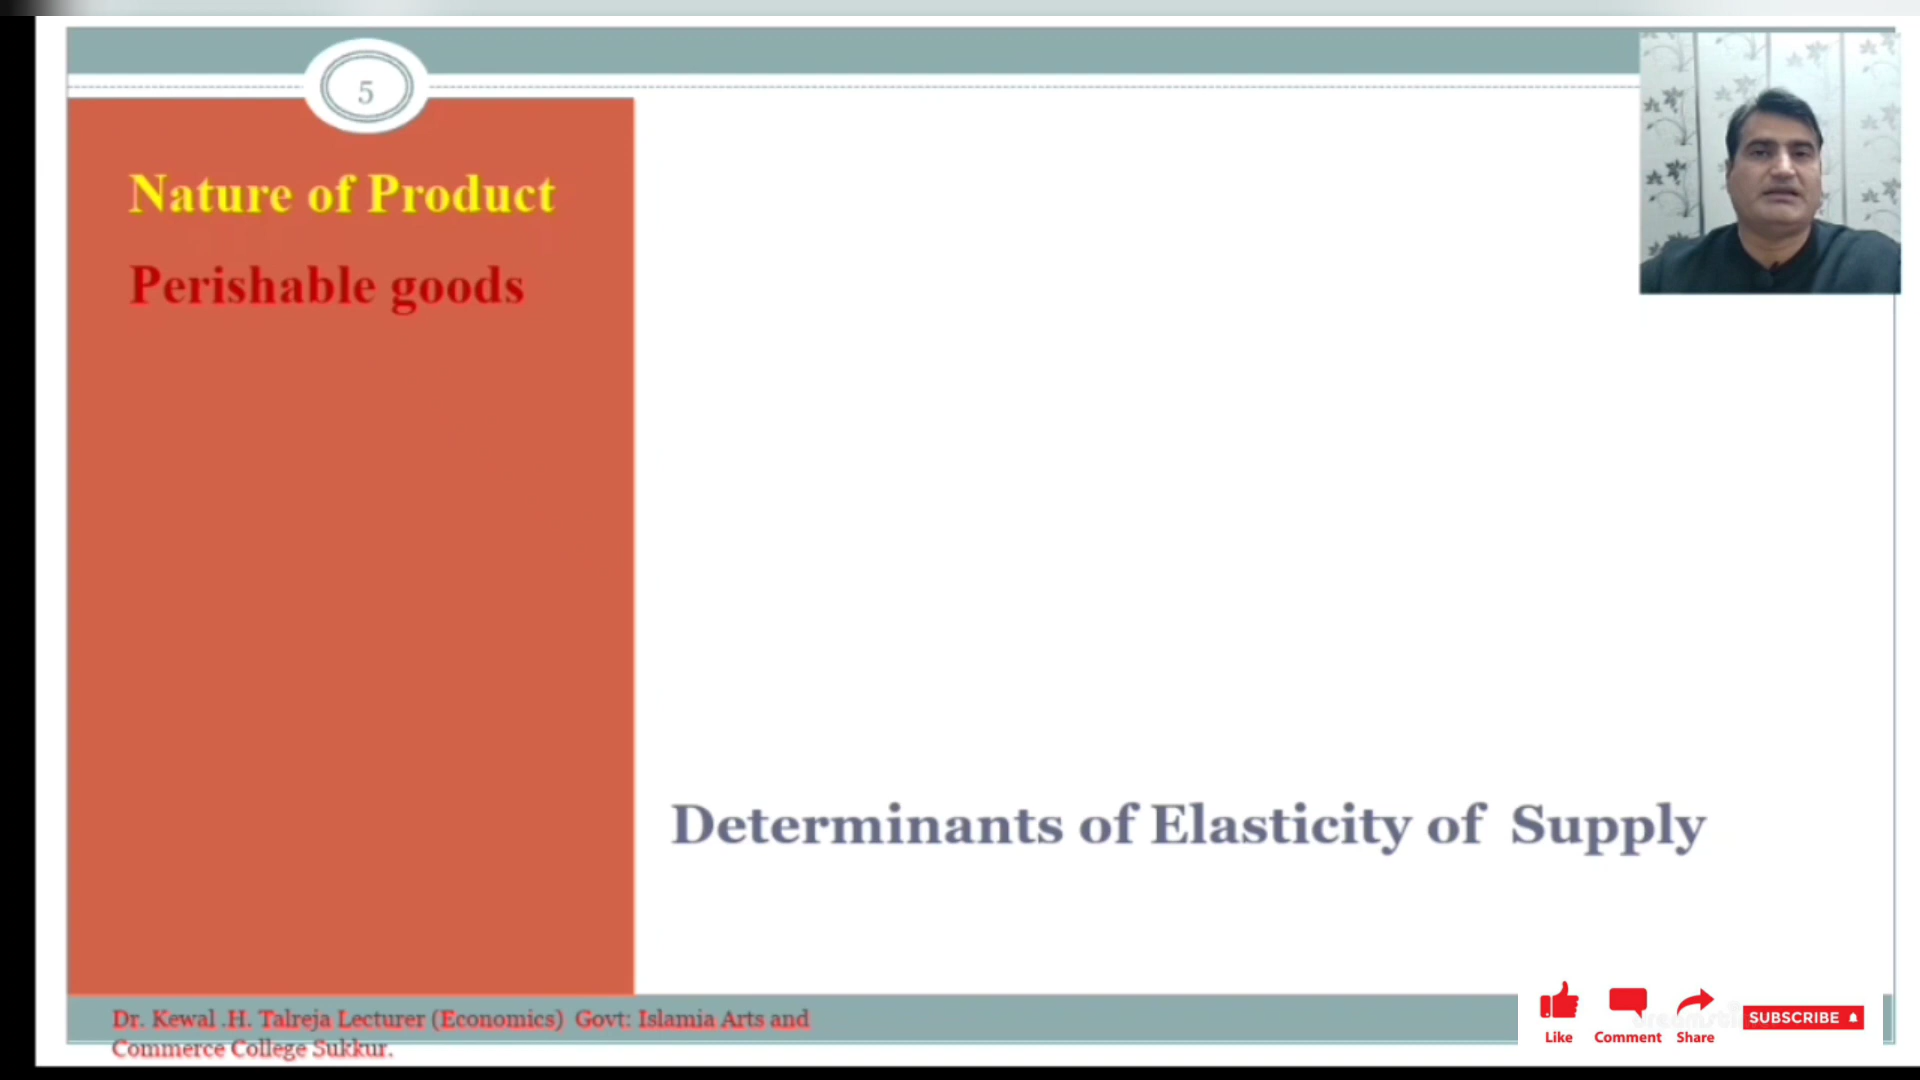 5
Nature of Product
Perishable goods
Determinants of Elasticity of Supply
Dr. Kewal .H. Talreja Lecturer (Economics) Govt: Islamia Arts and
Commerce College Sukkur.
Like
Comment
Share
SUBSCRIBE